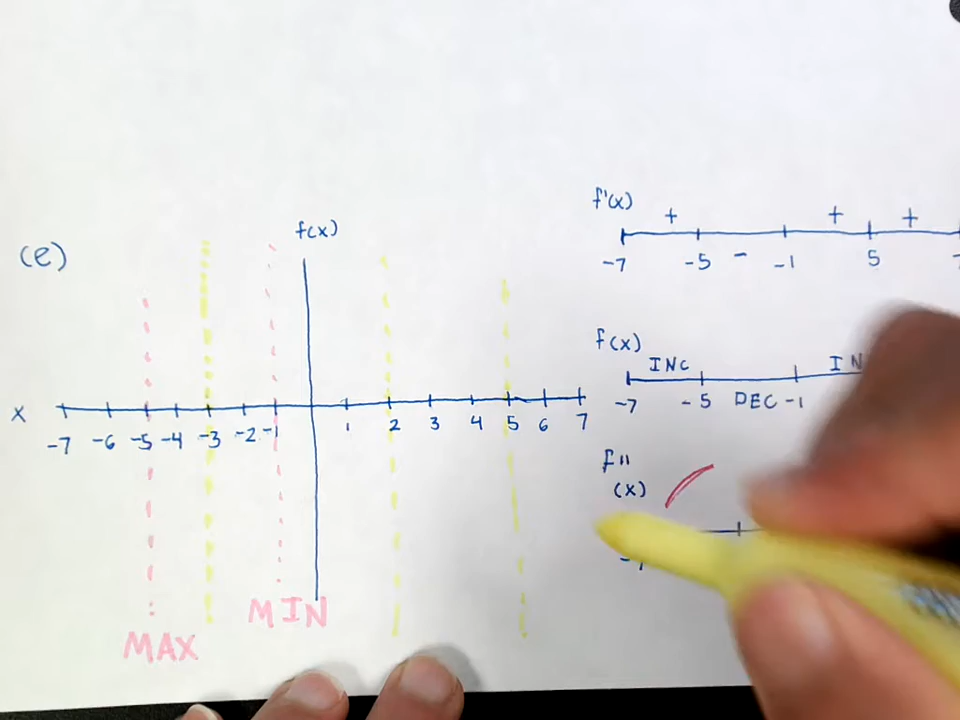 (e)
f(x)
x
-7 -6 -5 -4 -3 -2 -1 1 2 3 4 5 6 7
MAX MIN
f'(x)
+ + +
-7 -5 - -1 5
f(x)
INC
-7 -5 DEC -1
f"
(x)